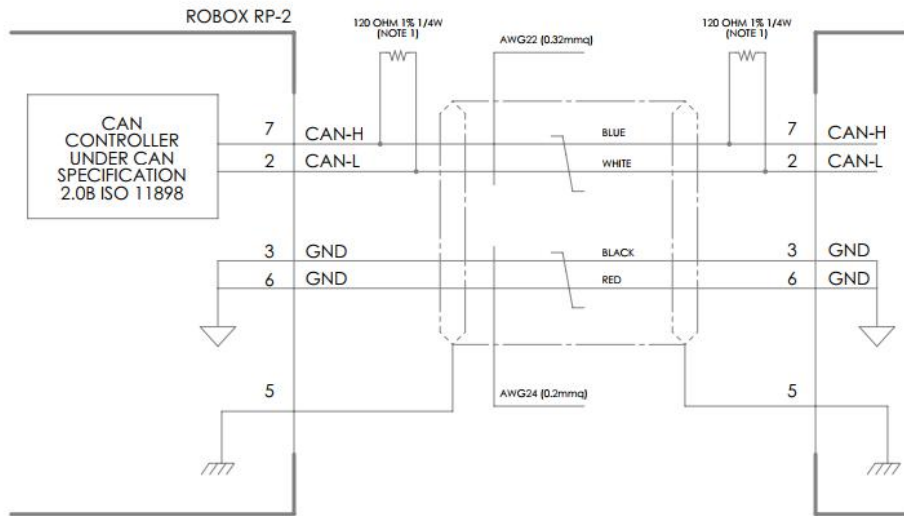 ROBOX RP-2
120 OHM 1% 1/4W
(NOTE 1)
AWG22 (0.32mmq)
120 OHM 1% 1/4W
(NOTE 1)
CAN
CONTROLLER
UNDER CAN
SPECIFICATION
2.0B ISO 11898
7 CAN-H
BLUE
7 CAN-H
2 CAN-L
WHITE
2 CAN-L
3 GND
BLACK
3 GND
6 GND
RED
6 GND
5
AWG24 (0.2mmq)
5